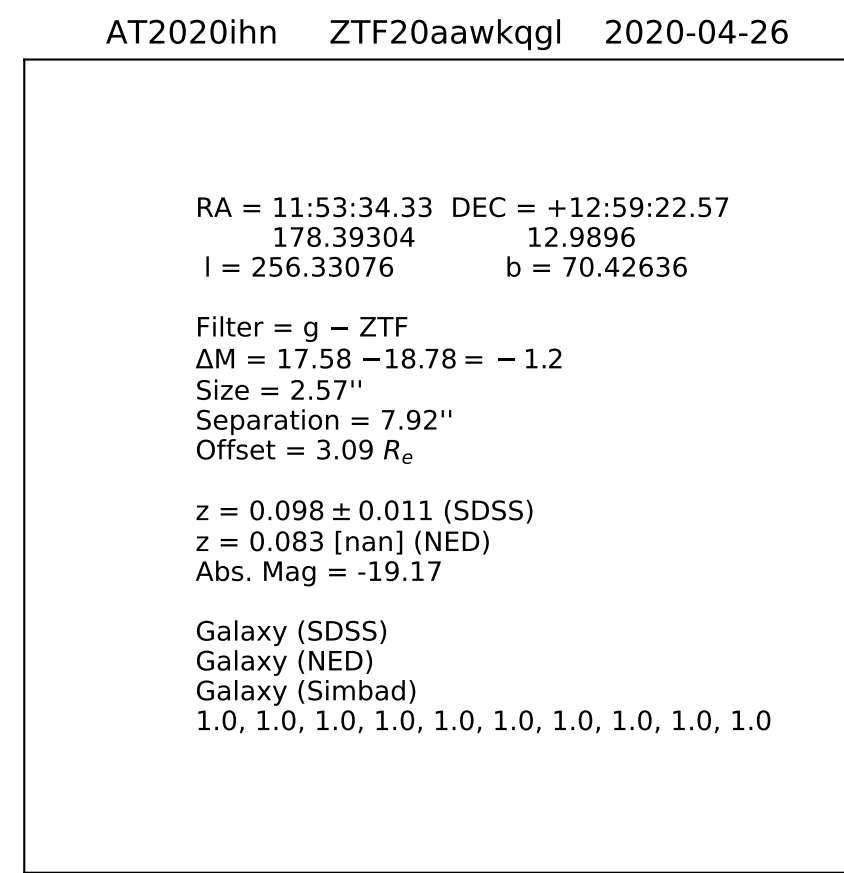 AT2020ihn ZTF20aawkqgl 2020-04-26
RA = 11:53:34.33 DEC = +12:59:22.57
178.39304 12.9896
l = 256.33076 b = 70.42636
Filter = g − ZTF
ΔM = 17.58 −18.78 = − 1.2
Size = 2.57''
Separation = 7.92''
Offset = 3.09 Rₑ
z = 0.098 ± 0.011 (SDSS)
z = 0.083 [nan] (NED)
Abs. Mag = -19.17
Galaxy (SDSS)
Galaxy (NED)
Galaxy (Simbad)
1.0, 1.0, 1.0, 1.0, 1.0, 1.0, 1.0, 1.0, 1.0, 1.0